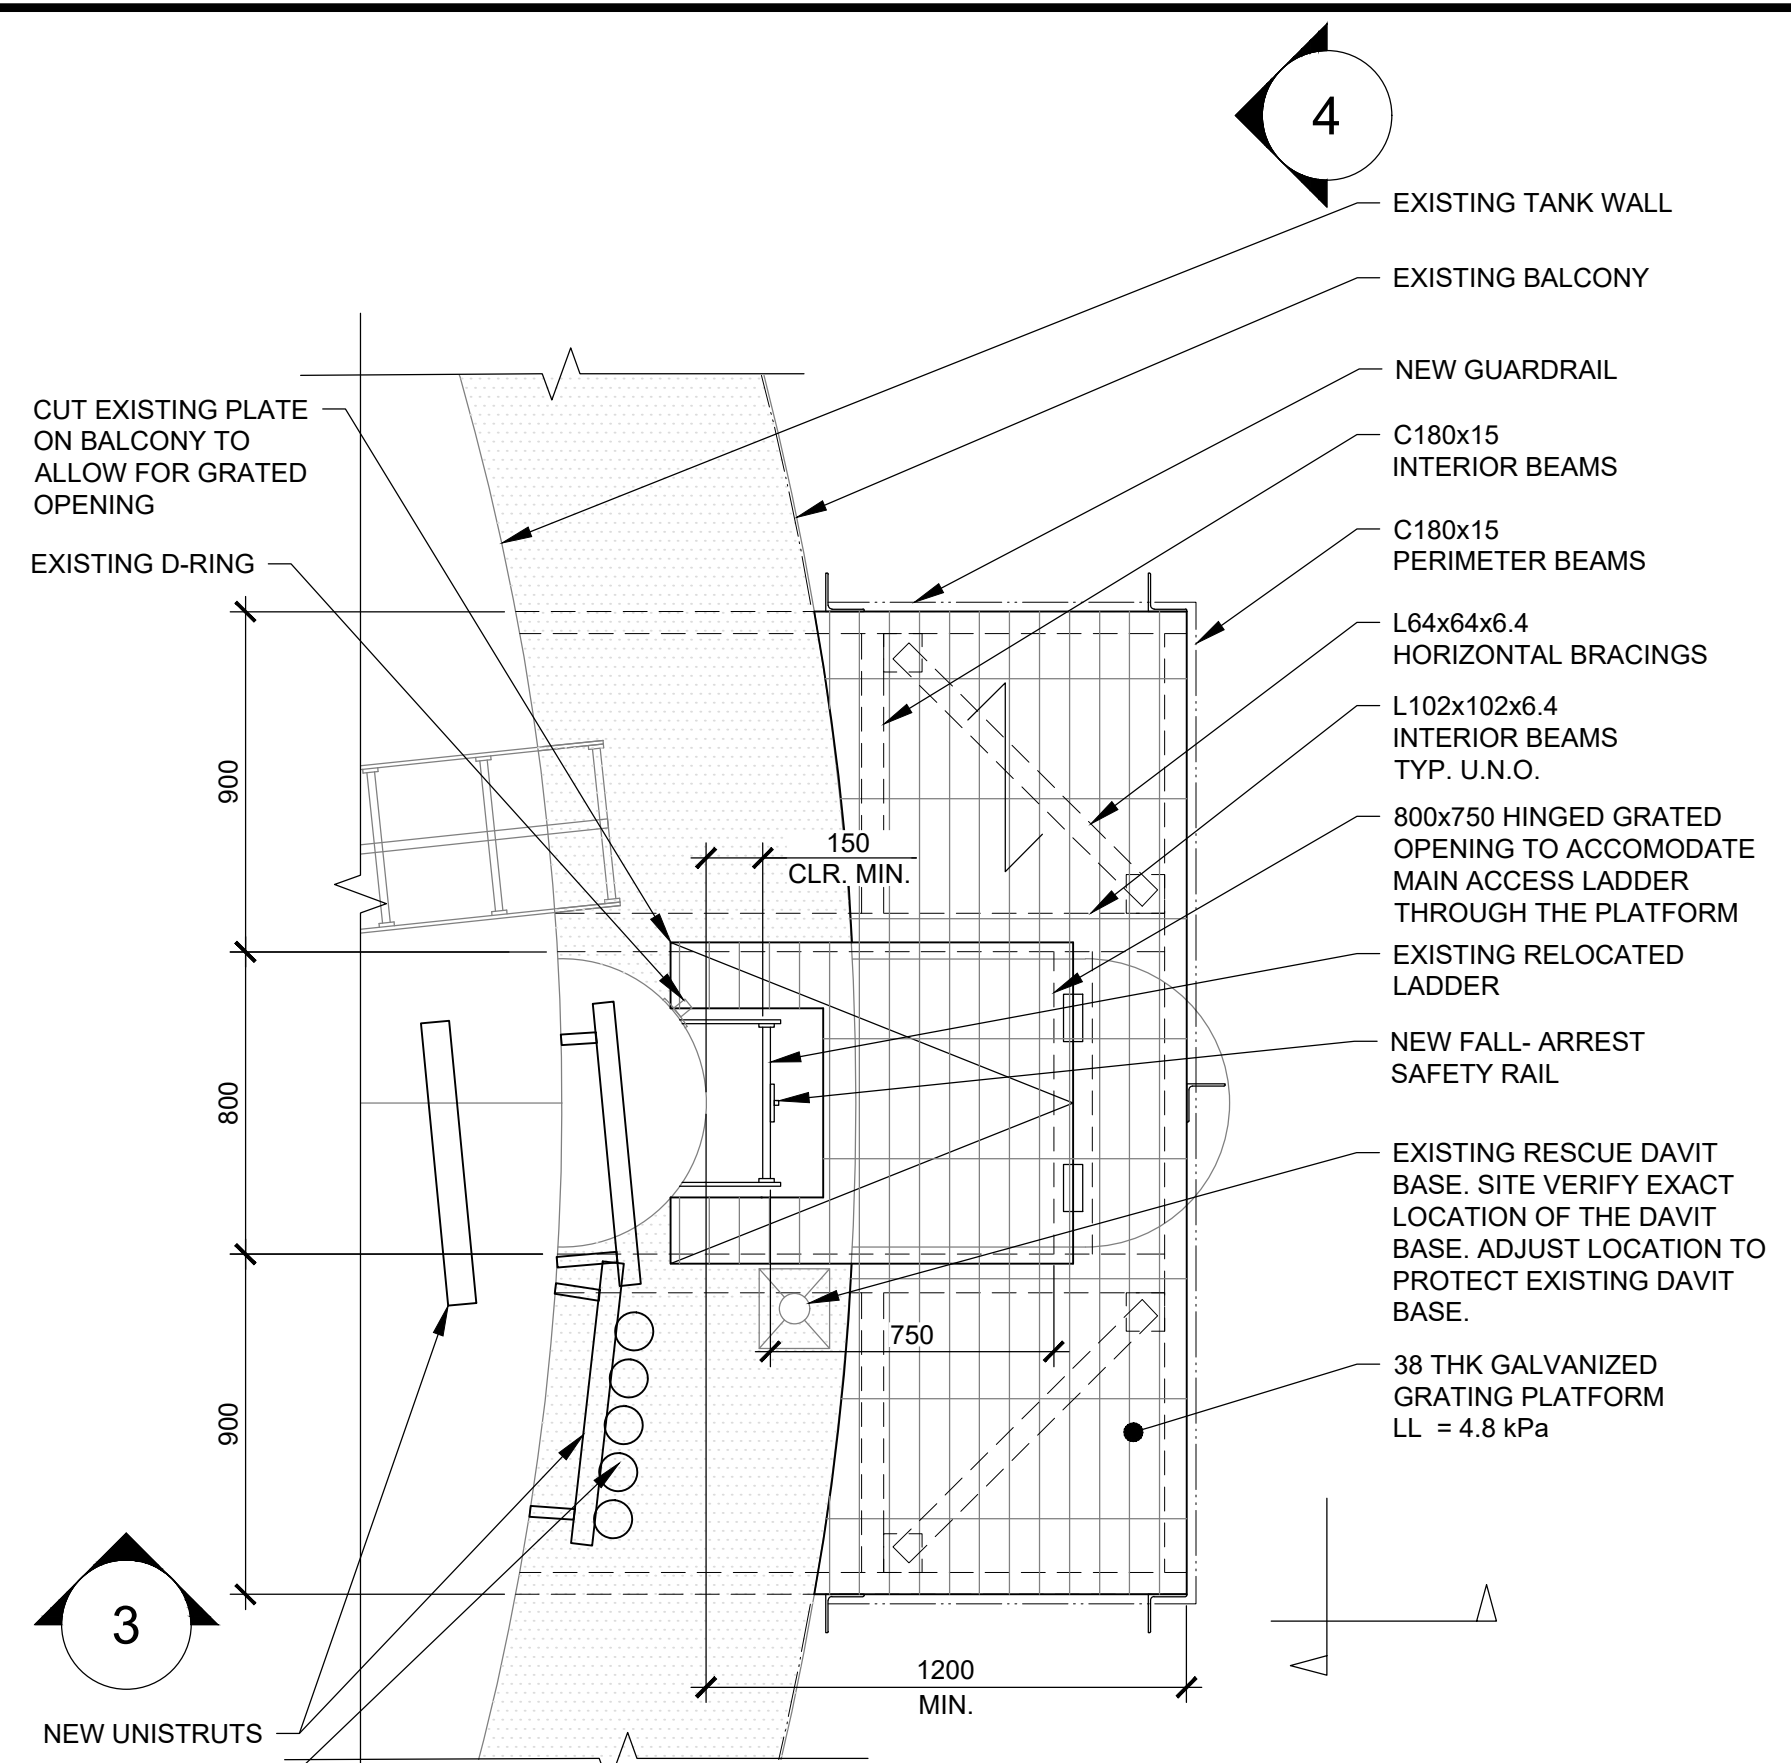 4
EXISTING TANK WALL
EXISTING BALCONY
NEW GUARDRAIL
C180x15
INTERIOR BEAMS
C180x15
PERIMETER BEAMS
L64x64x6.4
HORIZONTAL BRACINGS
L102x102x6.4
INTERIOR BEAMS
TYP. U.N.O.
800x750 HINGED GRATED
OPENING TO ACCOMODATE
MAIN ACCESS LADDER
THROUGH THE PLATFORM
EXISTING RELOCATED
LADDER
NEW FALL- ARREST
SAFETY RAIL
EXISTING RESCUE DAVIT
BASE. SITE VERIFY EXACT
LOCATION OF THE DAVIT
BASE. ADJUST LOCATION TO
PROTECT EXISTING DAVIT
BASE.
38 THK GALVANIZED
GRATING PLATFORM
LL = 4.8 kPa
CUT EXISTING PLATE
ON BALCONY TO
ALLOW FOR GRATED
OPENING
EXISTING D-RING
900
800
900
150
CLR. MIN.
750
1200
MIN.
3
NEW UNISTRUTS